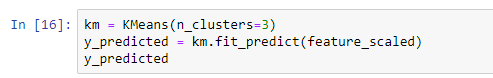 In [16]: km = KMeans(n_clusters=3)
y_predicted = km.fit_predict(feature_scaled)
y_predicted